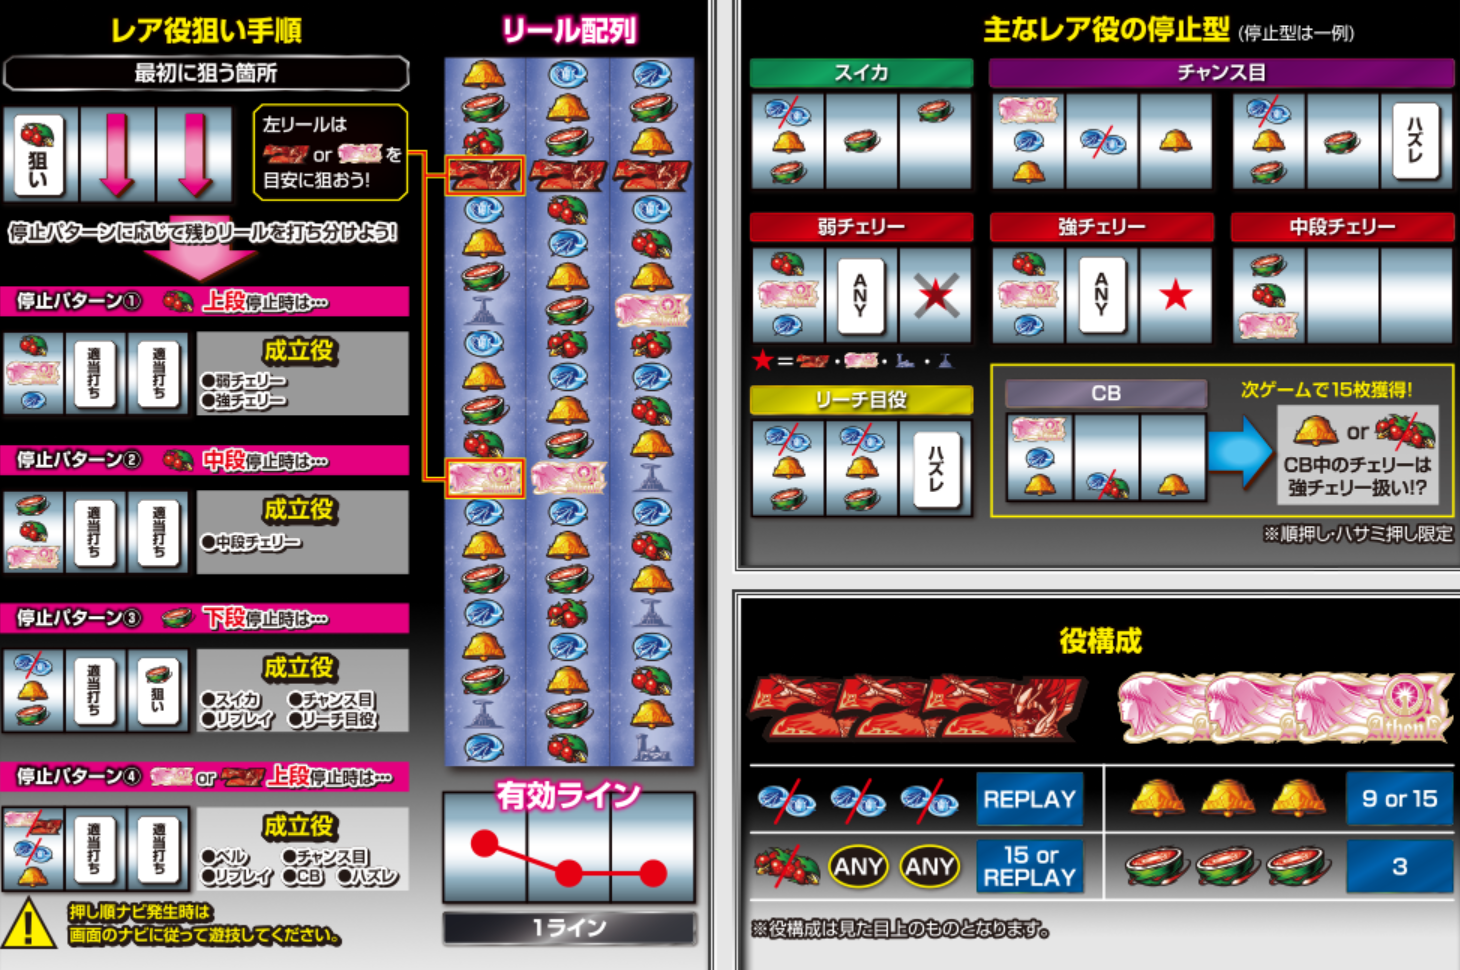 レア役狙い手順
最初に狙う箇所
狙い
左リールは
or を
目安に狙おう!
停止パターンに応じて残りリールを打ち分けよう!
停止パターン① 上段停止時は…
適当打ち
適当打ち
成立役
●弱チェリー
●強チェリー
停止パターン② 中段停止時は…
適当打ち
適当打ち
成立役
●中段チェリー
停止パターン③ 下段停止時は…
適当打ち
狙い
成立役
●スイカ ●チャンス目
●リプレイ ●リーチ目役
停止パターン④ or 上段停止時は…
適当打ち
適当打ち
成立役
●ベル ●チャンス目
●リプレイ ●CB ●ハズレ
押し順ナビ発生時は
画面のナビに従って遊技してください。
リール配列
有効ライン
1ライン
主なレア役の停止型 (停止型は一例)
スイカ
チャンス目
ハズレ
弱チェリー
ANY
強チェリー
ANY
中段チェリー
★=・・・
リーチ目役
ハズレ
CB
次ゲームで15枚獲得!
or
CB中のチェリーは
強チェリー扱い!?
※順押し・ハサミ押し限定
役構成
AthenA
REPLAY
9 or 15
ANY ANY
15 or
REPLAY
3
※役構成は見た目上のものとなります。